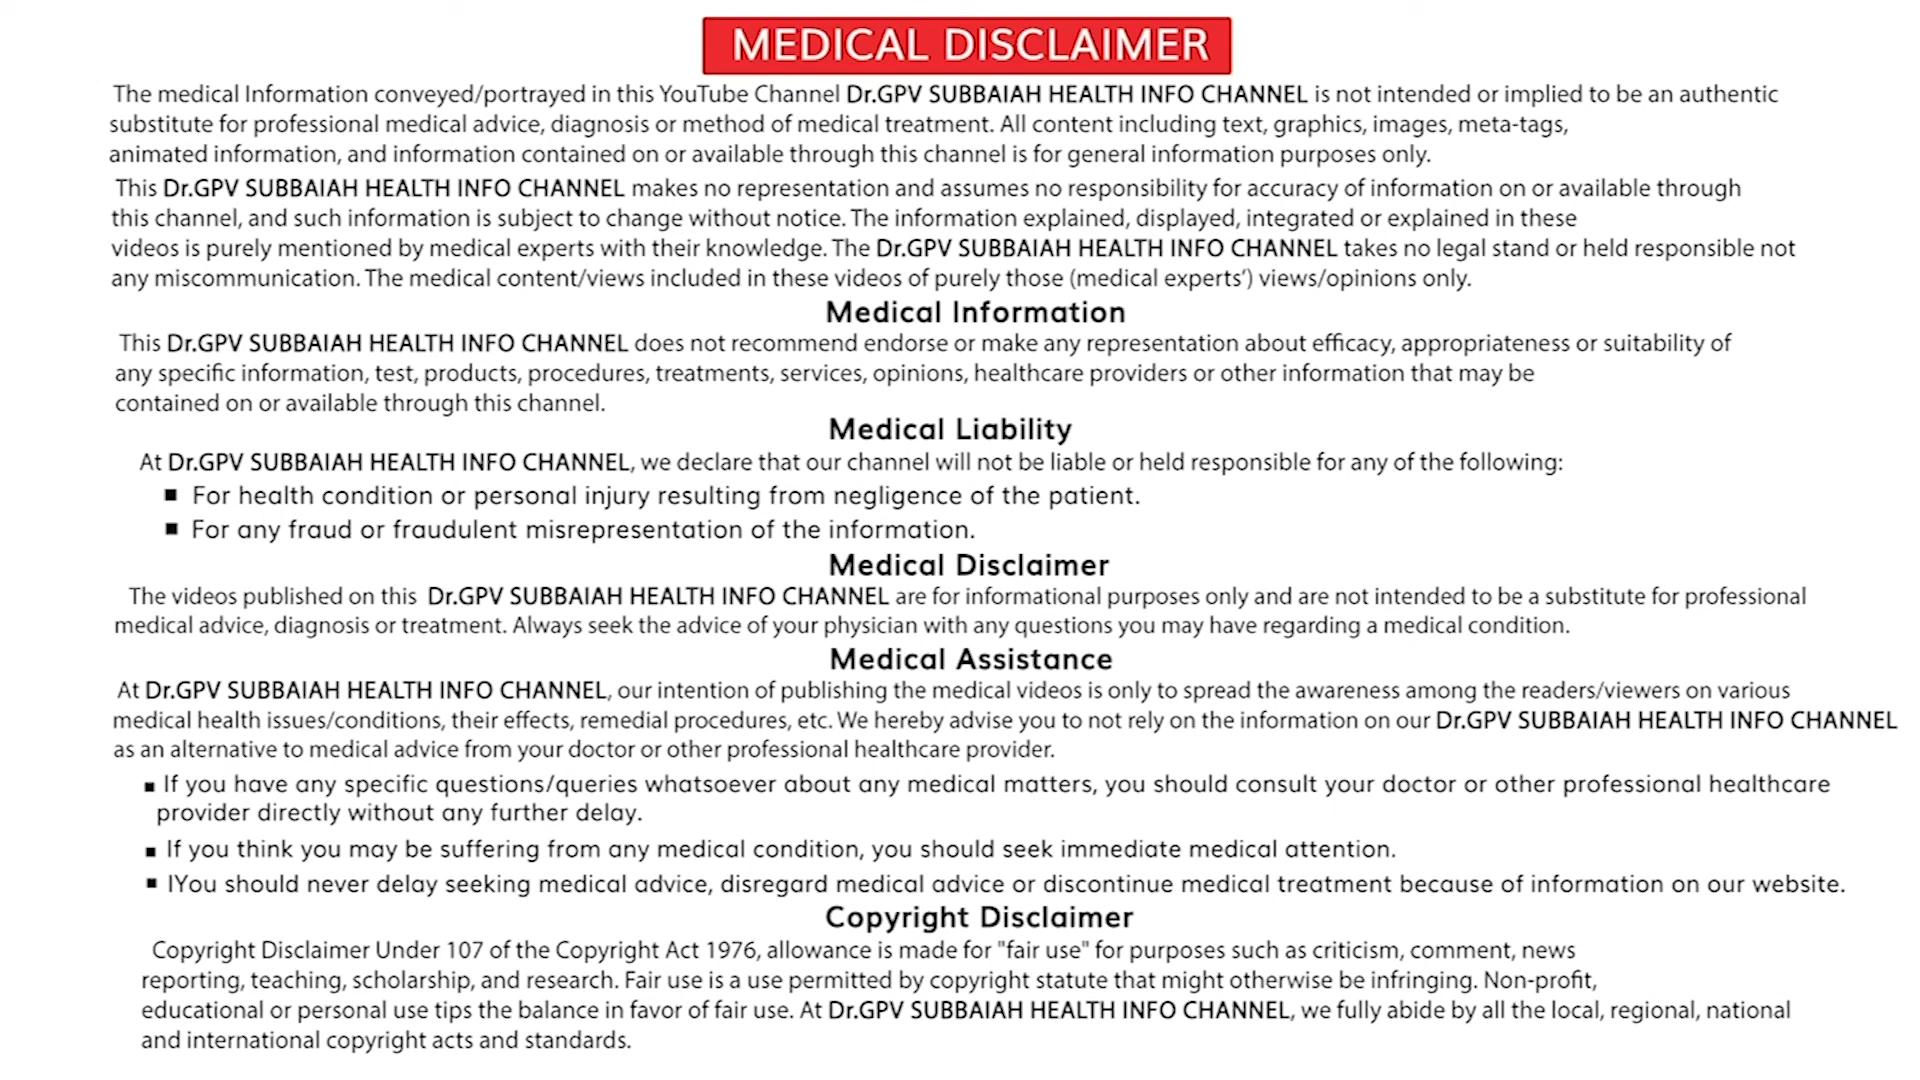 MEDICAL DISCLAIMER
The medical Information conveyed/portrayed in this YouTube Channel Dr.GPV SUBBAIAH HEALTH INFO CHANNEL is not intended or implied to be an authentic
substitute for professional medical advice, diagnosis or method of medical treatment. All content including text, graphics, images, meta-tags,
animated information, and information contained on or available through this channel is for general information purposes only.
This Dr.GPV SUBBAIAH HEALTH INFO CHANNEL makes no representation and assumes no responsibility for accuracy of information on or available through
this channel, and such information is subject to change without notice. The information explained, displayed, integrated or explained in these
videos is purely mentioned by medical experts with their knowledge. The Dr.GPV SUBBAIAH HEALTH INFO CHANNEL takes no legal stand or held responsible not
any miscommunication. The medical content/views included in these videos of purely those (medical experts’) views/opinions only.
Medical Information
This Dr.GPV SUBBAIAH HEALTH INFO CHANNEL does not recommend endorse or make any representation about efficacy, appropriateness or suitability of
any specific information, test, products, procedures, treatments, services, opinions, healthcare providers or other information that may be
contained on or available through this channel.
Medical Liability
At Dr.GPV SUBBAIAH HEALTH INFO CHANNEL, we declare that our channel will not be liable or held responsible for any of the following:
▪ For health condition or personal injury resulting from negligence of the patient.
▪ For any fraud or fraudulent misrepresentation of the information.
Medical Disclaimer
The videos published on this Dr.GPV SUBBAIAH HEALTH INFO CHANNEL are for informational purposes only and are not intended to be a substitute for professional
medical advice, diagnosis or treatment. Always seek the advice of your physician with any questions you may have regarding a medical condition.
Medical Assistance
At Dr.GPV SUBBAIAH HEALTH INFO CHANNEL, our intention of publishing the medical videos is only to spread the awareness among the readers/viewers on various
medical health issues/conditions, their effects, remedial procedures, etc. We hereby advise you to not rely on the information on our Dr.GPV SUBBAIAH HEALTH INFO CHANNEL
as an alternative to medical advice from your doctor or other professional healthcare provider.
▪ If you have any specific questions/queries whatsoever about any medical matters, you should consult your doctor or other professional healthcare
provider directly without any further delay.
▪ If you think you may be suffering from any medical condition, you should seek immediate medical attention.
▪ IYou should never delay seeking medical advice, disregard medical advice or discontinue medical treatment because of information on our website.
Copyright Disclaimer
Copyright Disclaimer Under 107 of the Copyright Act 1976, allowance is made for "fair use" for purposes such as criticism, comment, news
reporting, teaching, scholarship, and research. Fair use is a use permitted by copyright statute that might otherwise be infringing. Non-profit,
educational or personal use tips the balance in favor of fair use. At Dr.GPV SUBBAIAH HEALTH INFO CHANNEL, we fully abide by all the local, regional, national
and international copyright acts and standards.